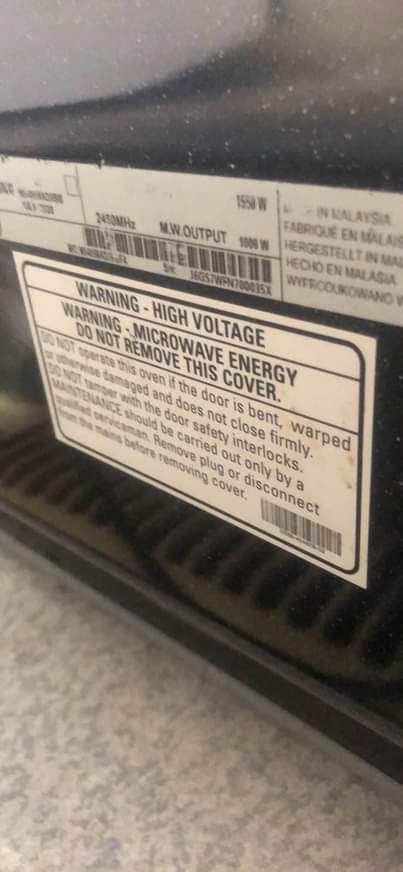 1550 W
2450MHz M.W.OUTPUT 1000 W
S/N: J6GS7WPN700035X
IN MALAYSIA
FABRIQUÉ EN MALAIS
HERGESTELLT IN MAL
HECHO EN MALASIA
WYPRODUKOWANO W
WARNING - HIGH VOLTAGE
WARNING - MICROWAVE ENERGY
DO NOT REMOVE THIS COVER.
DO NOT operate this oven if the door is bent, warped
or otherwise damaged and does not close firmly.
DO NOT tamper with the door safety interlocks.
MAINTENANCE should be carried out only by a
qualified serviceman. Remove plug or disconnect
from the mains before removing cover.